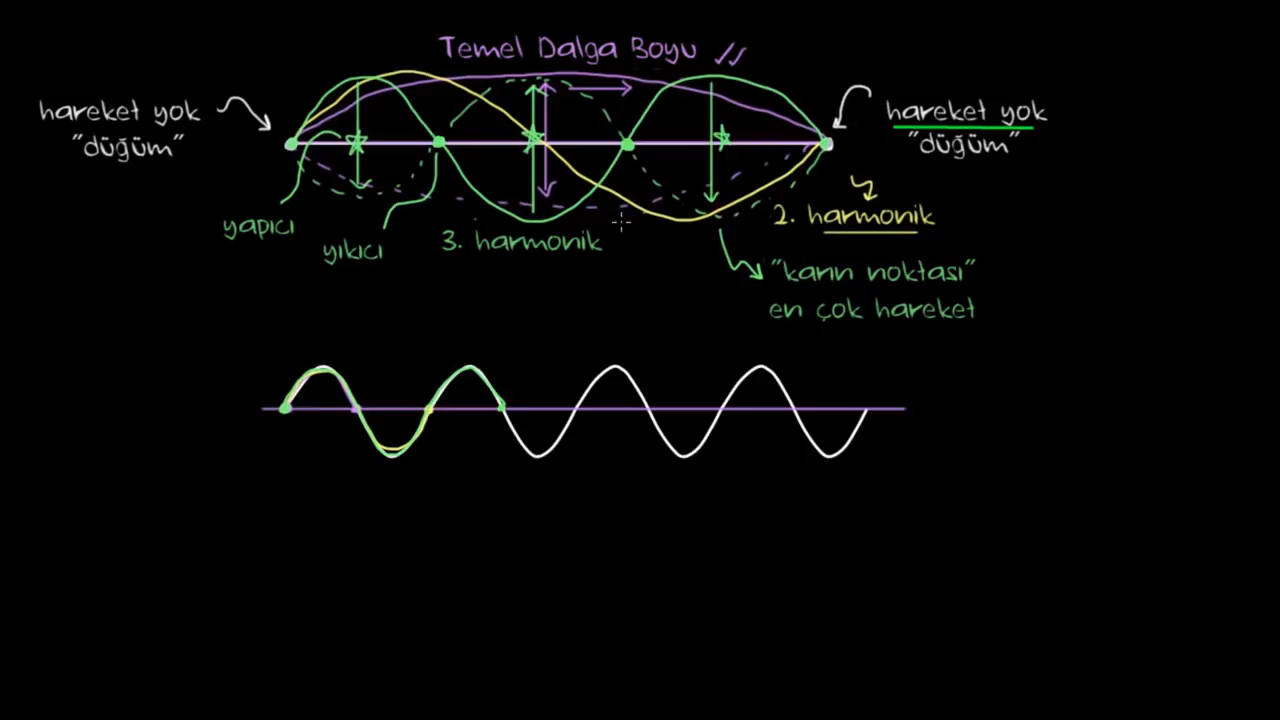 Temel Dalga Boyu
hareket yok
"düğüm"
hareket yok
"düğüm"
2. harmonik
yapıcı
yıkıcı
3. harmonik
"karın noktası"
en çok hareket